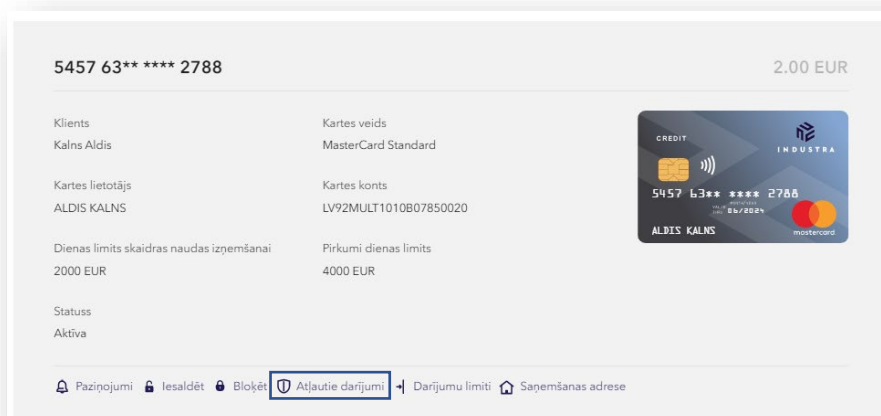 5457 63** **** 2788
2.00 EUR
Klients
Kalns Aldis
Kartes veids
MasterCard Standard
Kartes lietotājs
ALDIS KALNS
Kartes konts
LV92MULT1010B07850020
Dienas limits skaidras naudas izņemšanai
2000 EUR
Pirkumi dienas limits
4000 EUR
Statuss
Aktīva
CREDIT
INDUSTRA
5457 63** **** 2788
06/2024
ALDIS KALNS
mastercard
Paziņojumi Iesaldēt Bloķēt Atļautie darījumi Darījumu limiti Saņemšanas adrese